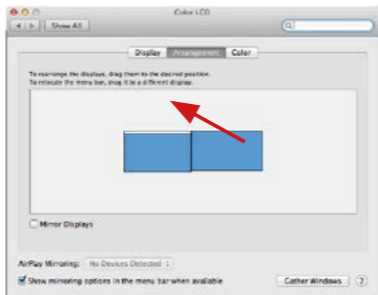 Color LCD
Show All
Display Arrangement Color
To rearrange the displays, drag them to the desired position.
To relocate the menu bar, drag it to a different display.
Mirror Displays
AirPlay Mirroring: No Devices Detected
Show mirroring options in the menu bar when available
Gather Windows ?